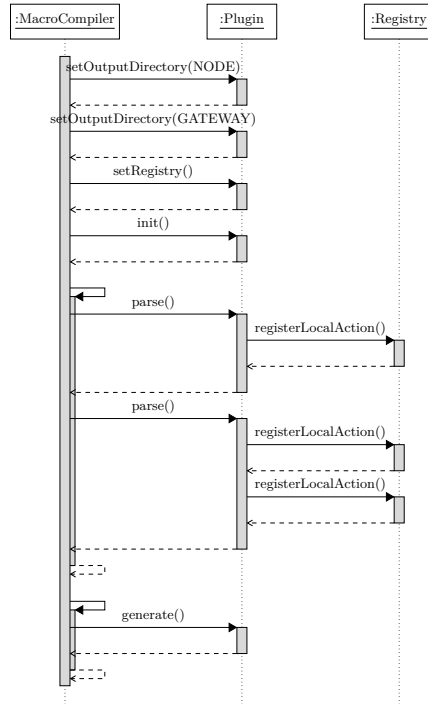 :MacroCompiler
:Plugin
:Registry
setOutputDirectory(NODE)
setOutputDirectory(GATEWAY)
setRegistry()
init()
parse()
registerLocalAction()
parse()
registerLocalAction()
registerLocalAction()
generate()